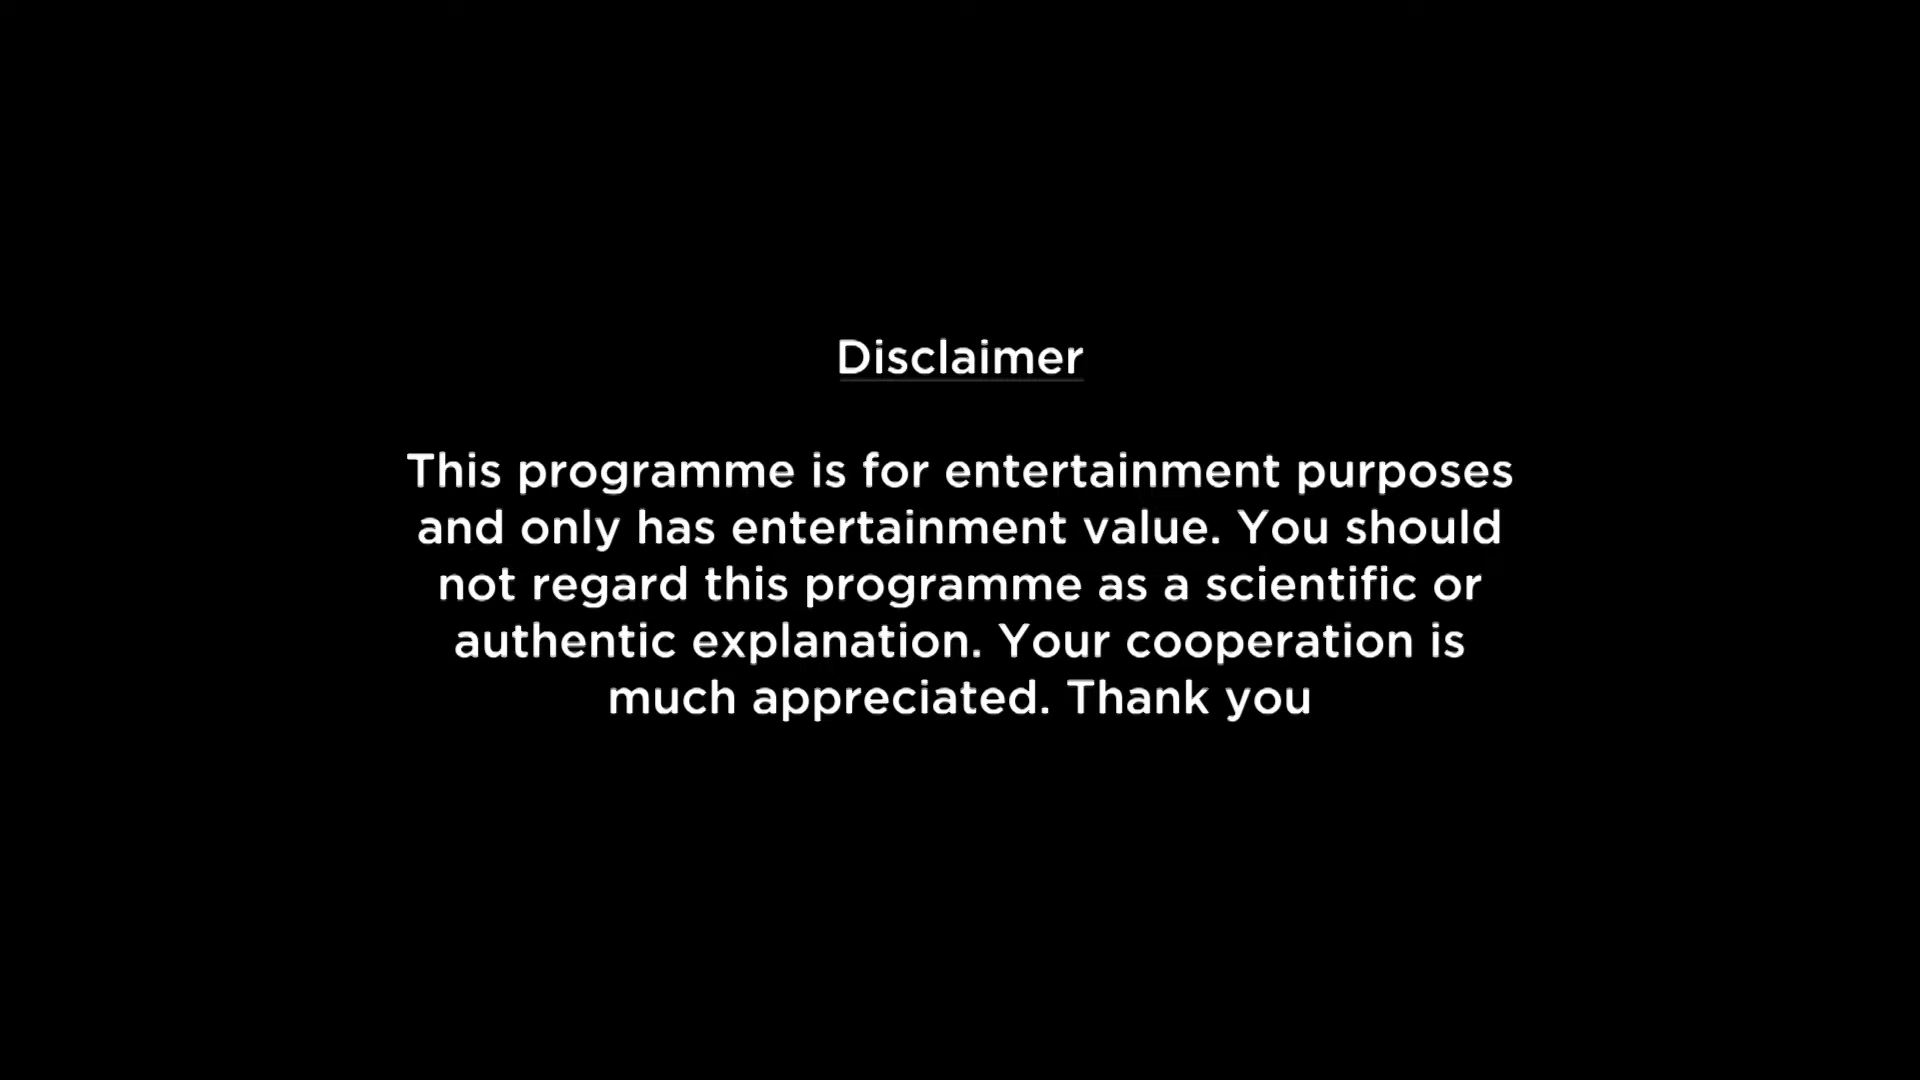 Disclaimer
This programme is for entertainment purposes
and only has entertainment value. You should
not regard this programme as a scientific or
authentic explanation. Your cooperation is
much appreciated. Thank you